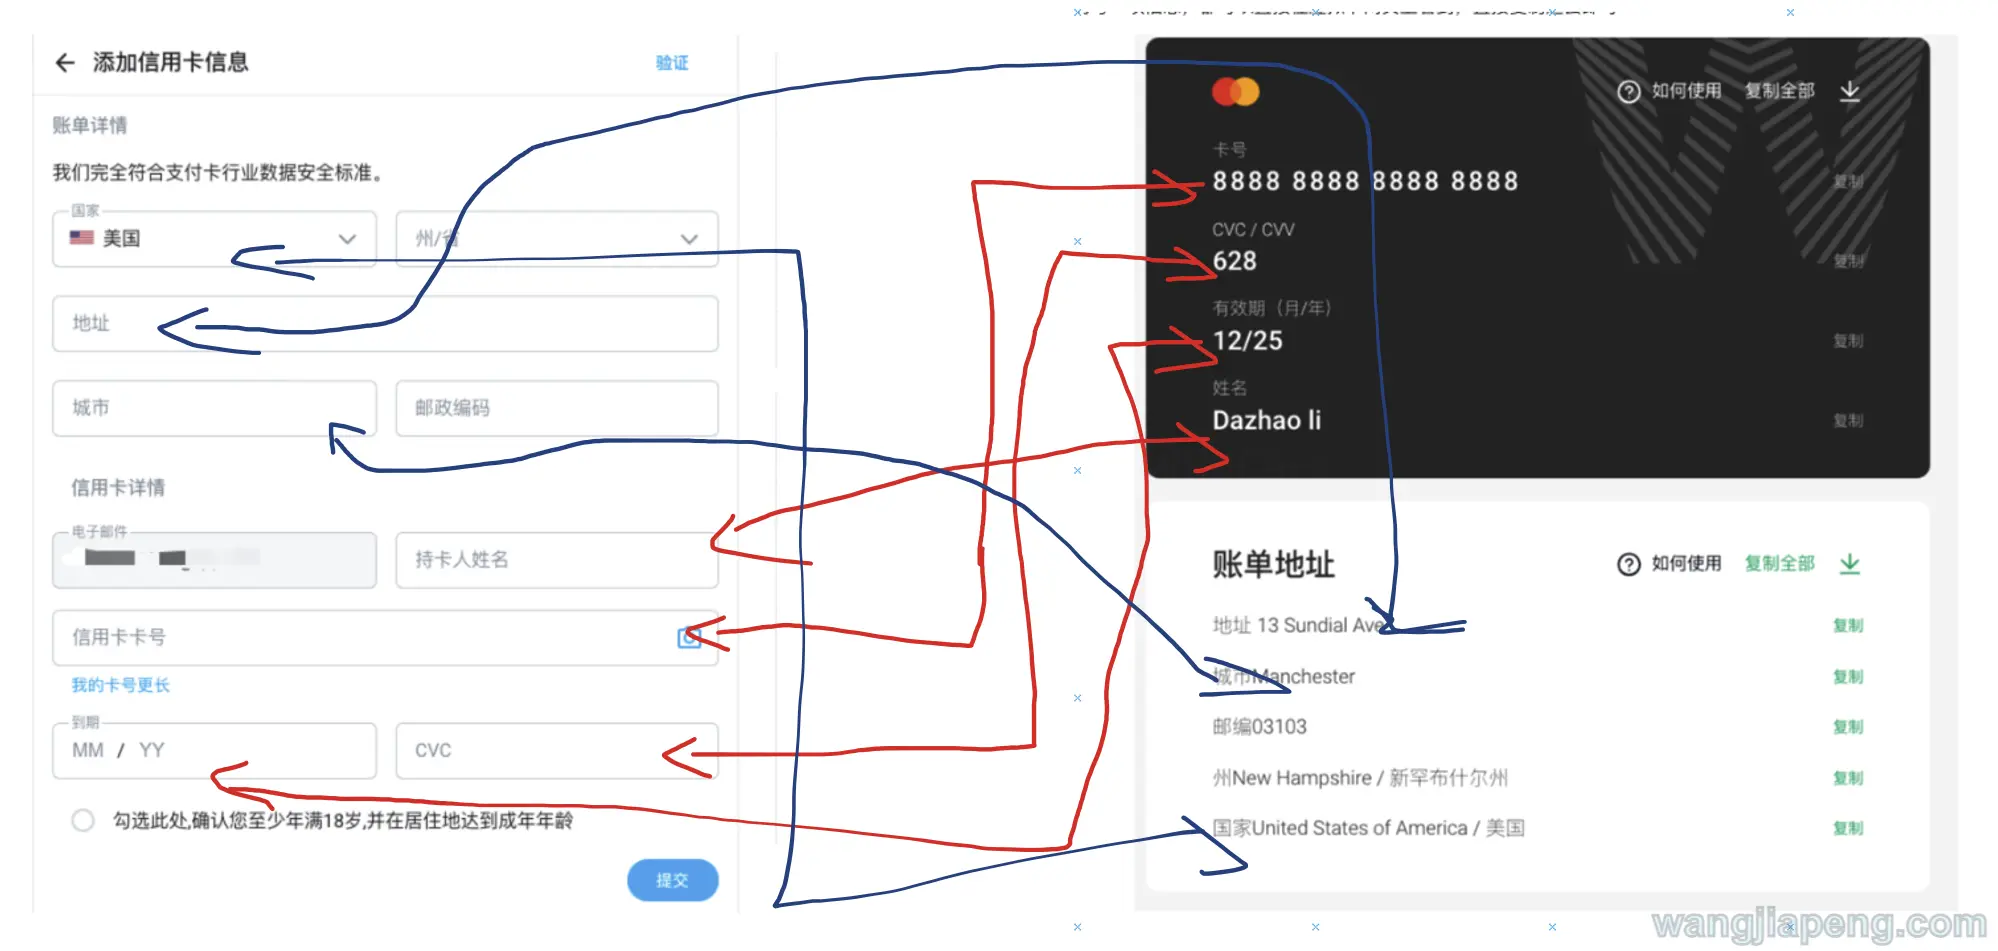 添加信用卡信息
验证
账单详情
我们完全符合支付卡行业数据安全标准。
国家
美国
州/省
地址
城市
邮政编码
信用卡详情
电子邮件
持卡人姓名
信用卡卡号
我的卡号更长
到期
MM / YY
CVC
勾选此处,确认您至少年满18岁,并在居住地达到成年年龄
提交
如何使用 复制全部
卡号
8888 8888 8888 8888
复制
CVC / CVV
628
复制
有效期（月/年）
12/25
复制
姓名
Dazhao li
复制
账单地址
如何使用 复制全部
地址 13 Sundial Ave
复制
城市Manchester
复制
邮编03103
复制
州New Hampshire / 新罕布什尔州
复制
国家United States of America / 美国
复制
wangjiapeng.com